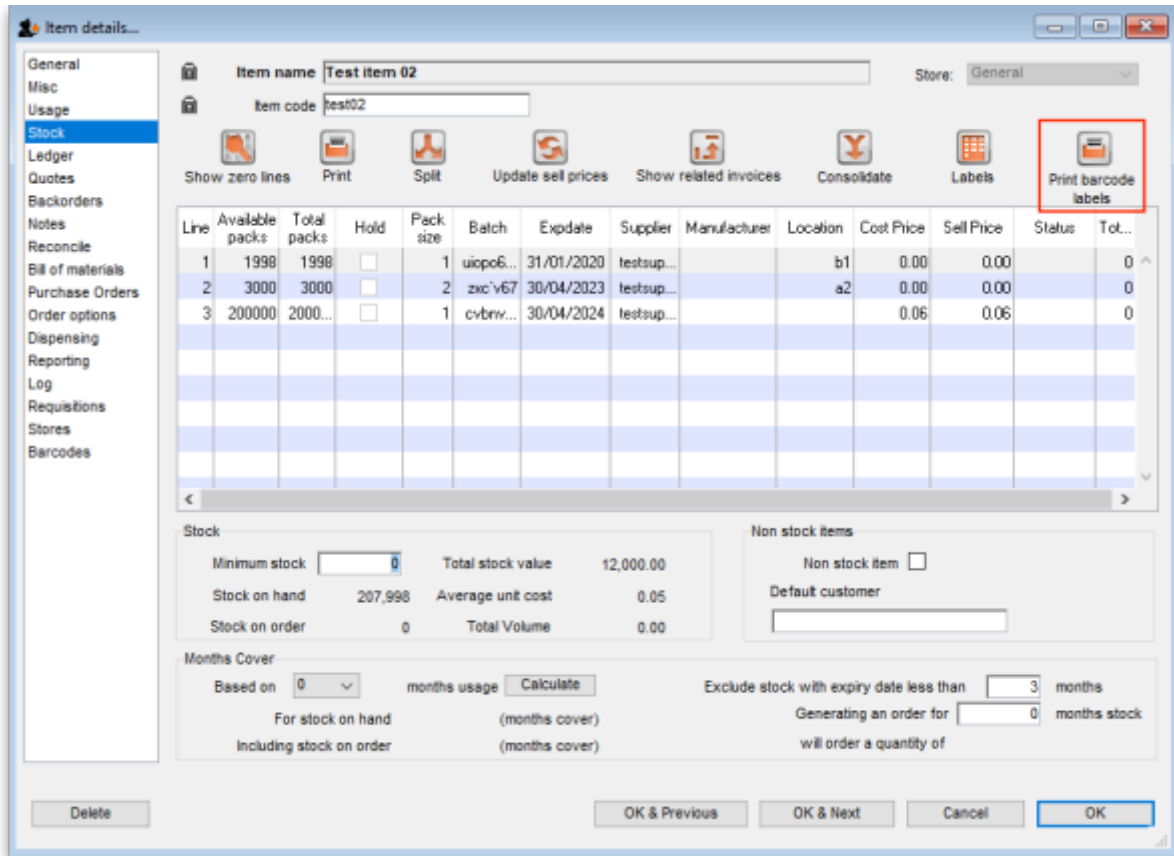 Item details...
General
Misc
Usage
Stock
Ledger
Quotes
Backorders
Notes
Reconcile
Bill of materials
Purchase Orders
Order options
Dispensing
Reporting
Log
Requisitions
Stores
Barcodes
Item name Test item 02 Store: General
Item code test02
Show zero lines Print Split Update sell prices Show related invoices Consolidate Labels Print barcode labels
Line Available packs Total packs Hold Pack size Batch Expdate Supplier Manufacturer Location Cost Price Sell Price Status Tot...
1 1998 1998 1 uiopo6... 31/01/2020 testsup... b1 0.00 0.00 0
2 3000 3000 2 zxc`v67 30/04/2023 testsup... a2 0.00 0.00 0
3 200000 2000... 1 cvbnv... 30/04/2024 testsup... 0.06 0.06 0
Stock
Minimum stock 0 Total stock value 12,000.00
Stock on hand 207,998 Average unit cost 0.05
Stock on order 0 Total Volume 0.00
Non stock items
Non stock item
Default customer
Months Cover
Based on 0 months usage Calculate
For stock on hand (months cover)
Including stock on order (months cover)
Exclude stock with expiry date less than 3 months
Generating an order for 0 months stock
will order a quantity of
Delete OK & Previous OK & Next Cancel OK